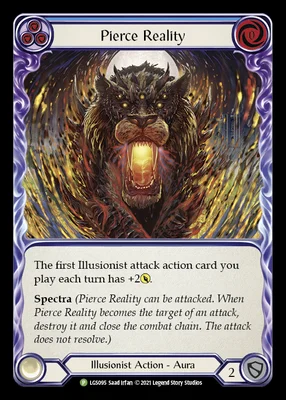 Pierce Reality
The first Illusionist attack action card you
play each turn has +2.
Spectra (Pierce Reality can be attacked. When
Pierce Reality becomes the target of an attack,
destroy it and close the combat chain. The attack
does not resolve.)
Illusionist Action - Aura
2
P LGS095 Saad Irfan © 2021 Legend Story Studios